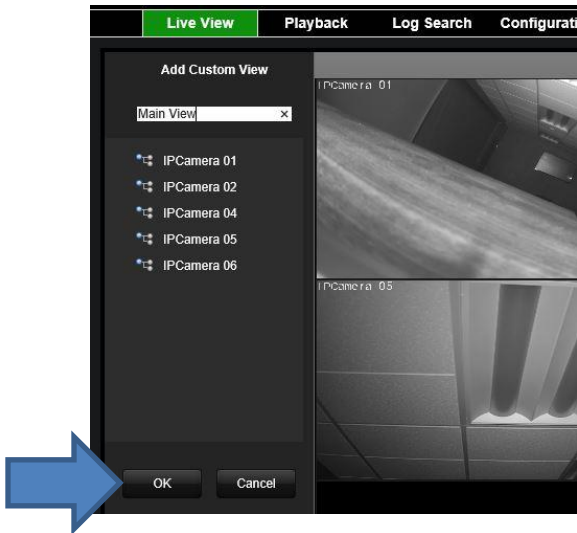 Live View Playback Log Search Configurati
Add Custom View
Main View
IPCamera 01
IPCamera 02
IPCamera 04
IPCamera 05
IPCamera 06
OK Cancel
IPCamera 01
IPCamera 05